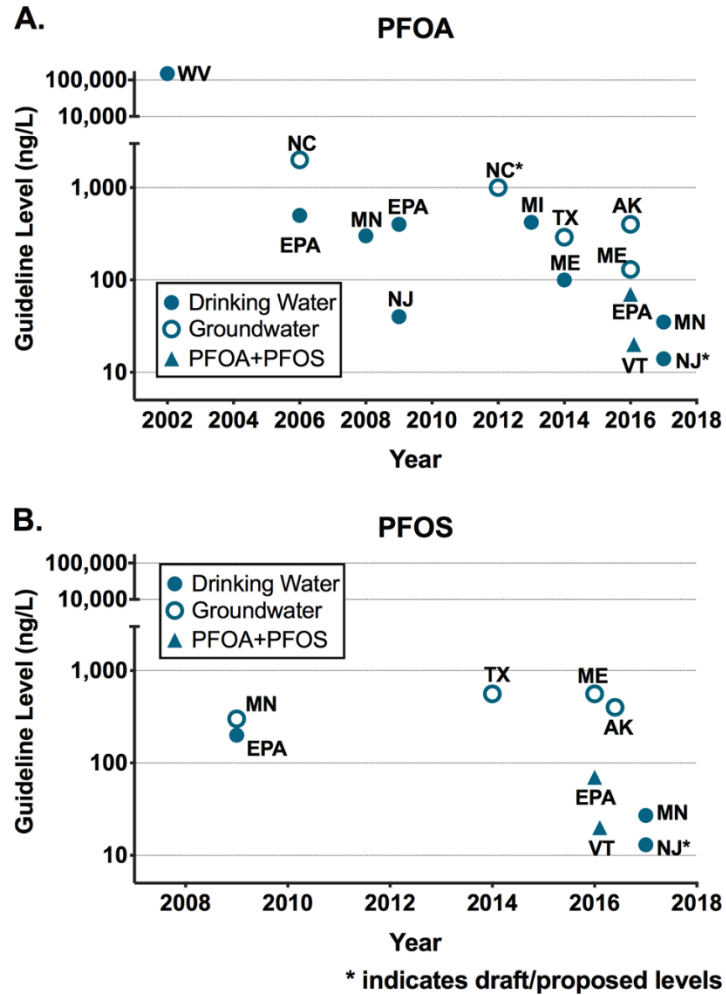 A.
PFOA
Guideline Level (ng/L)
100,000
10,000
1,000
100
10
WV
NC
EPA
MN
EPA
NJ
NC*
MI
TX
ME
AK
ME
EPA
VT
MN
NJ*
Drinking Water
Groundwater
PFOA+PFOS
2002 2004 2006 2008 2010 2012 2014 2016 2018
Year
B.
PFOS
Guideline Level (ng/L)
100,000
10,000
1,000
100
10
Drinking Water
Groundwater
PFOA+PFOS
MN
EPA
TX
ME
AK
EPA
VT
MN
NJ*
2008 2010 2012 2014 2016 2018
Year
* indicates draft/proposed levels